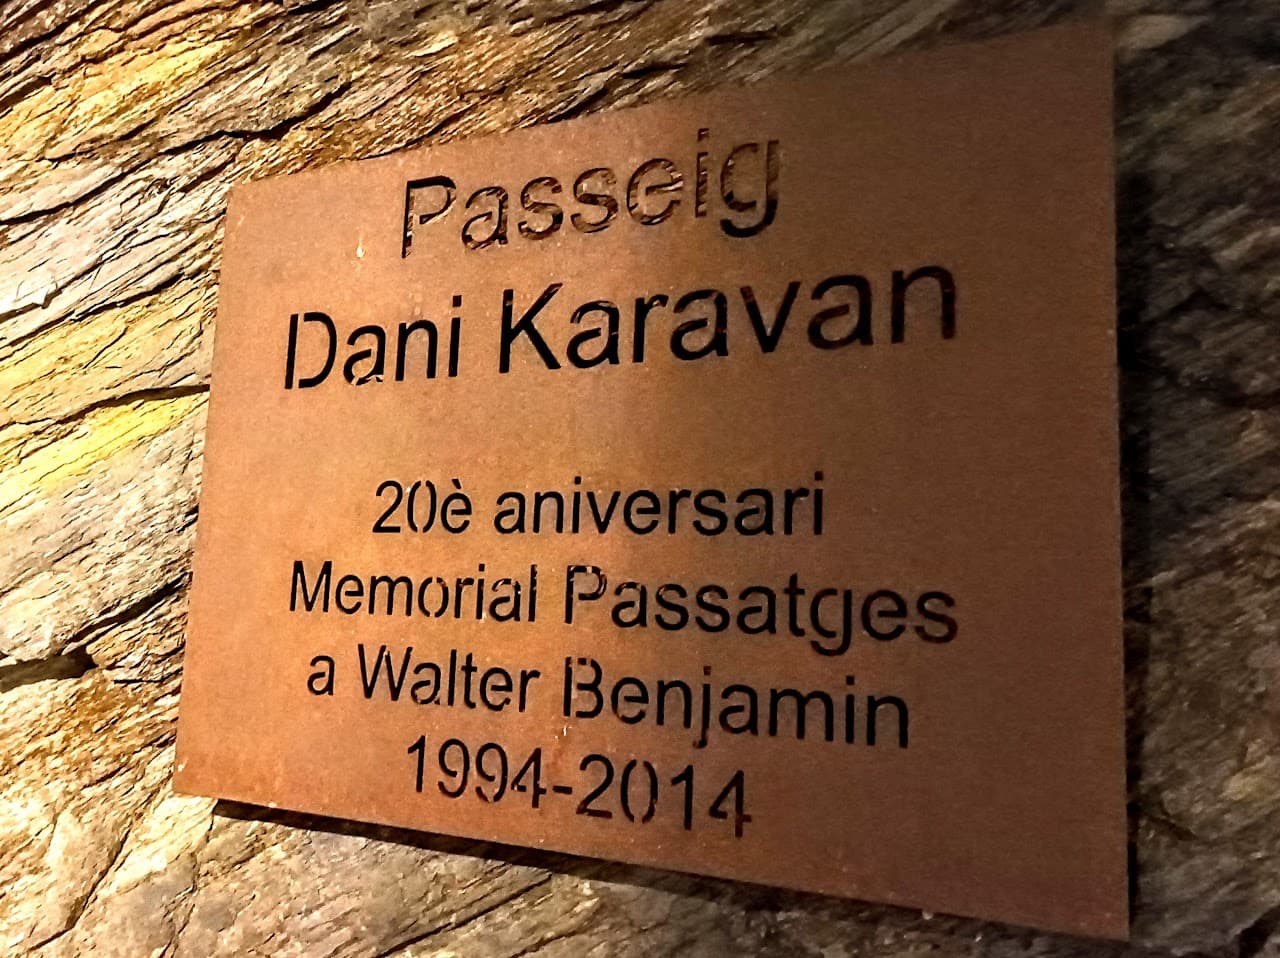 Passeig
Dani Karavan
20è aniversari
Memorial Passatges
a Walter Benjamin
1994-2014